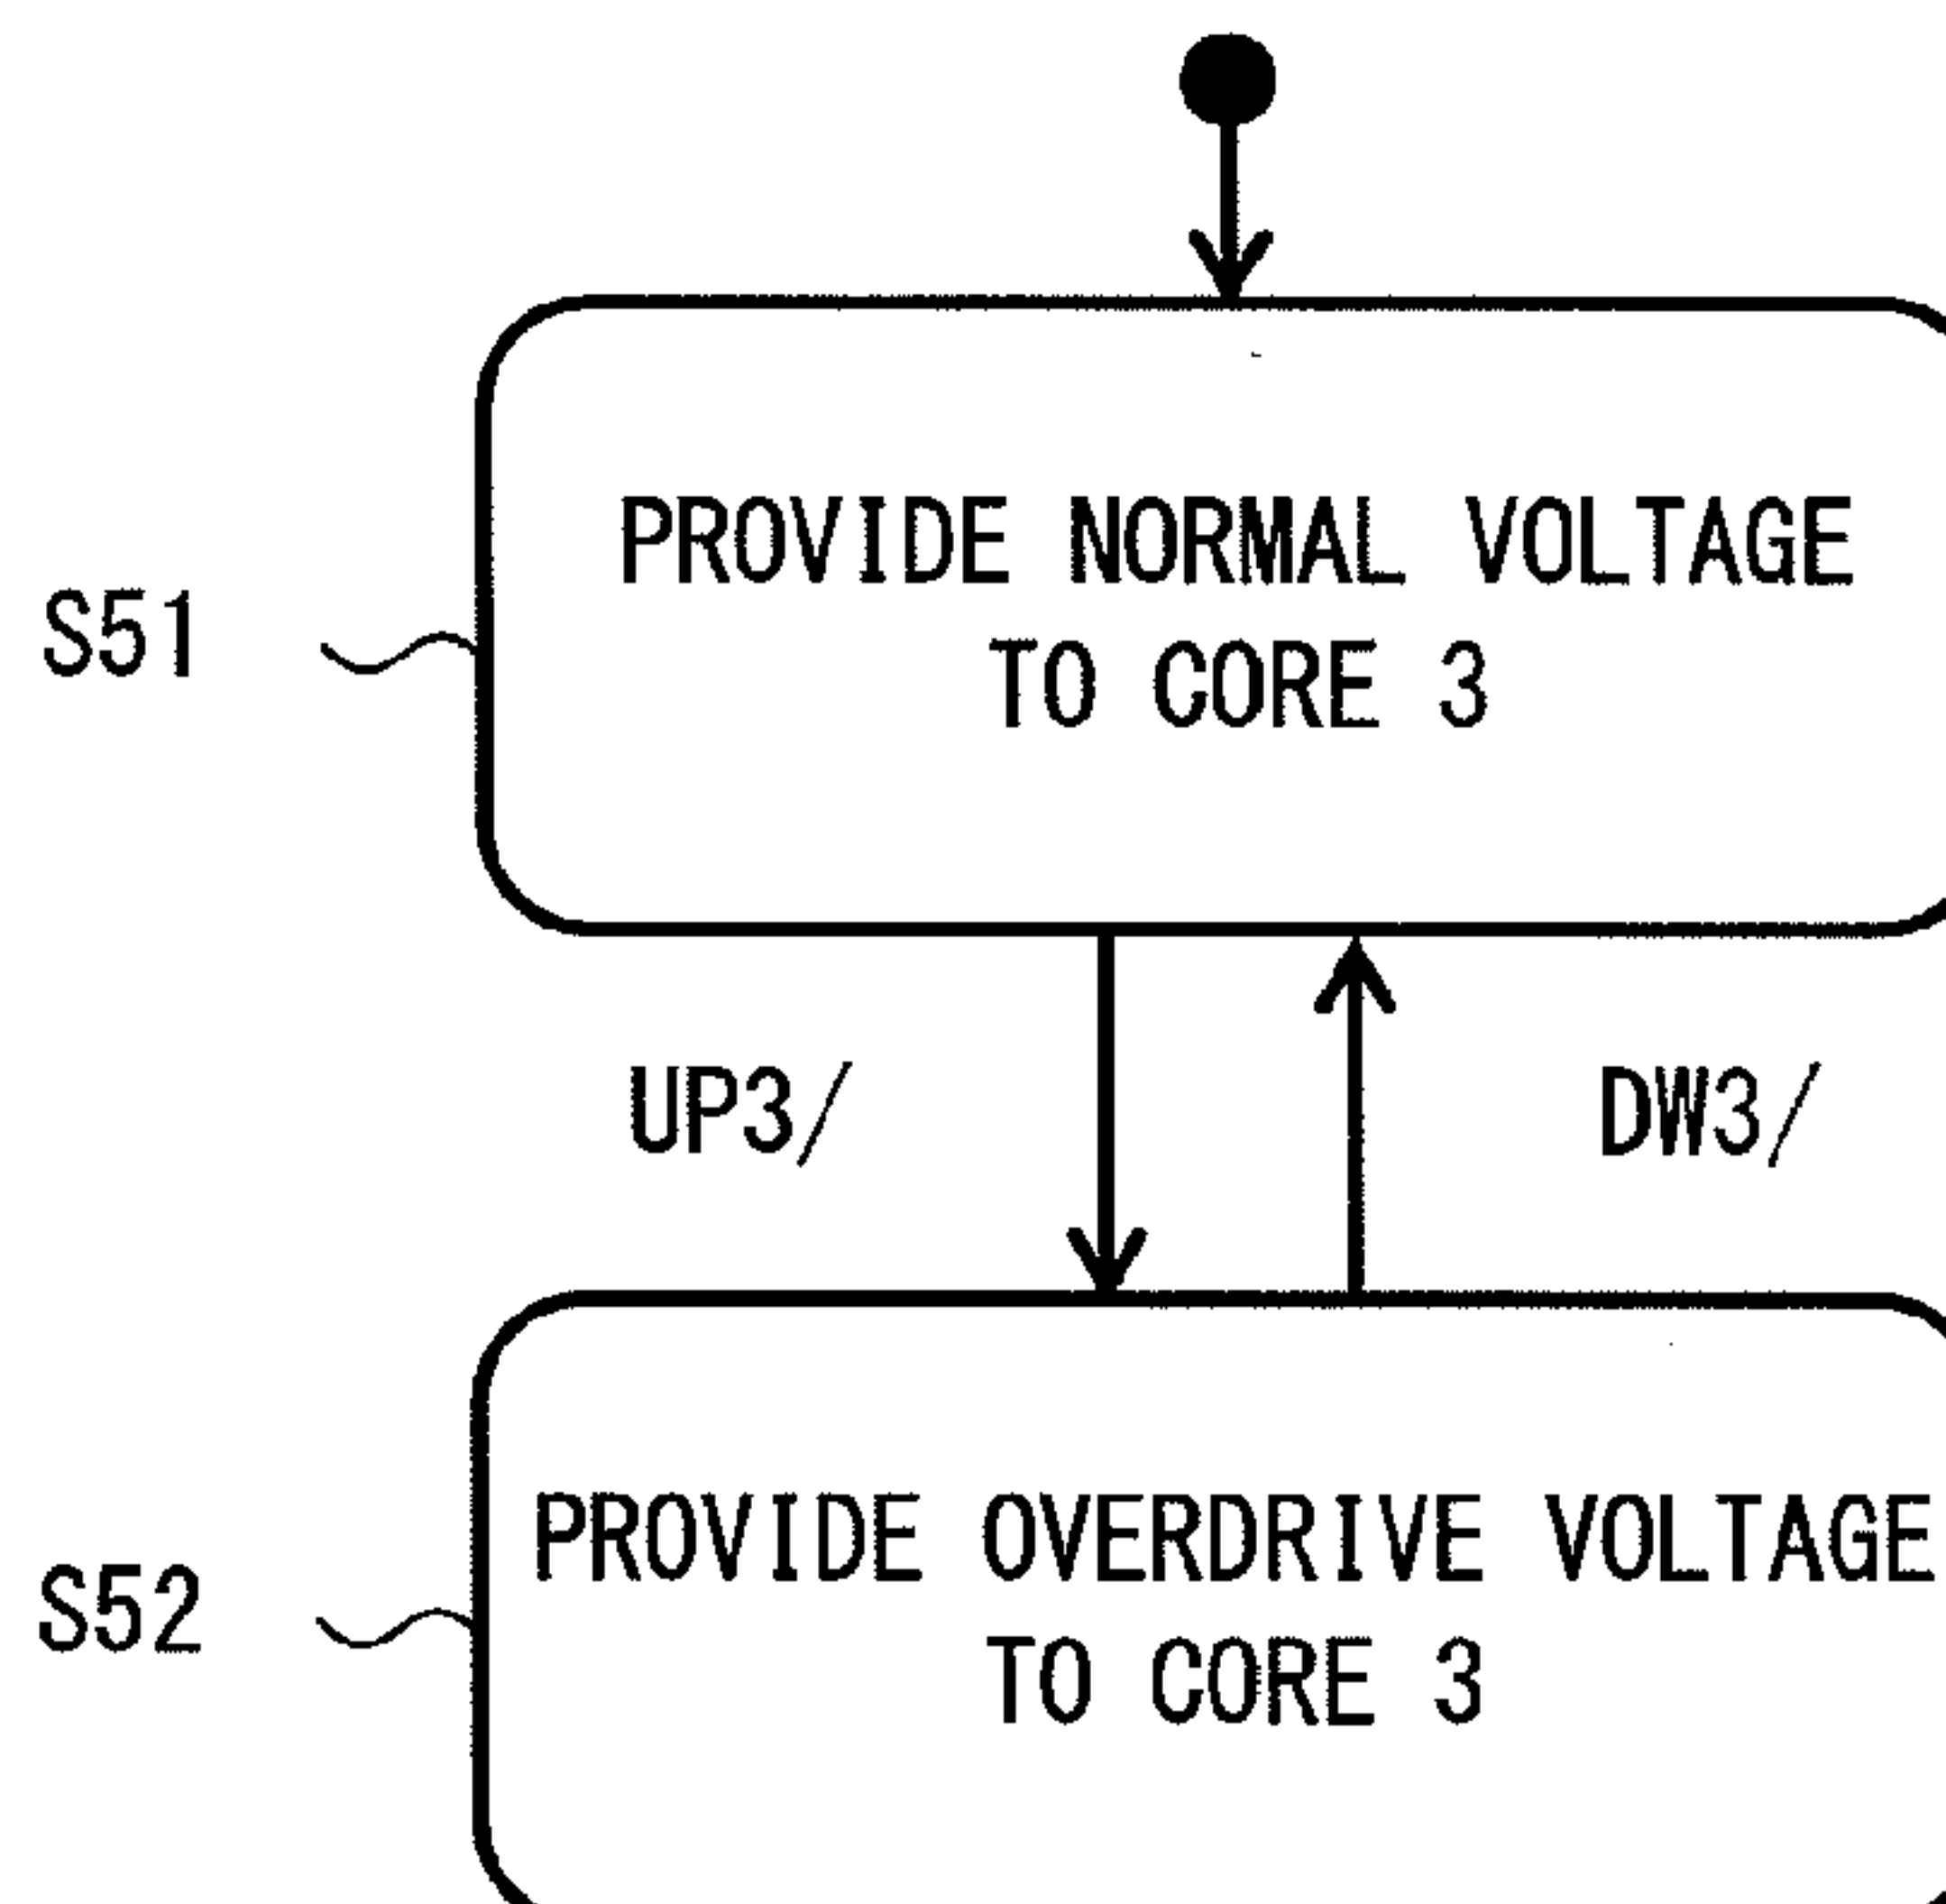 PROVIDE NORMAL VOLTAGE
TO CORE 3
S51
UP3/
DW3/
PROVIDE OVERDRIVE VOLTAGE
TO CORE 3
S52